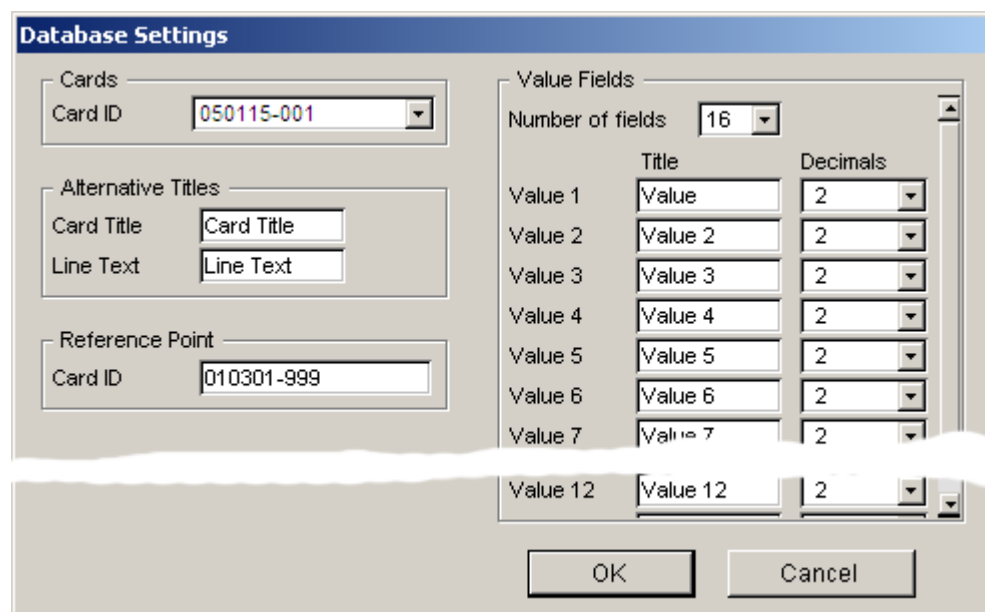 Database Settings
Cards
Card ID 050115-001
Alternative Titles
Card Title Card Title
Line Text Line Text
Reference Point
Card ID 010301-999
Value Fields
Number of fields 16
Title Decimals
Value 1 Value 2
Value 2 Value 2 2
Value 3 Value 3 2
Value 4 Value 4 2
Value 5 Value 5 2
Value 6 Value 6 2
Value 7 Value 7 2
Value 12 Value 12 2
OK Cancel